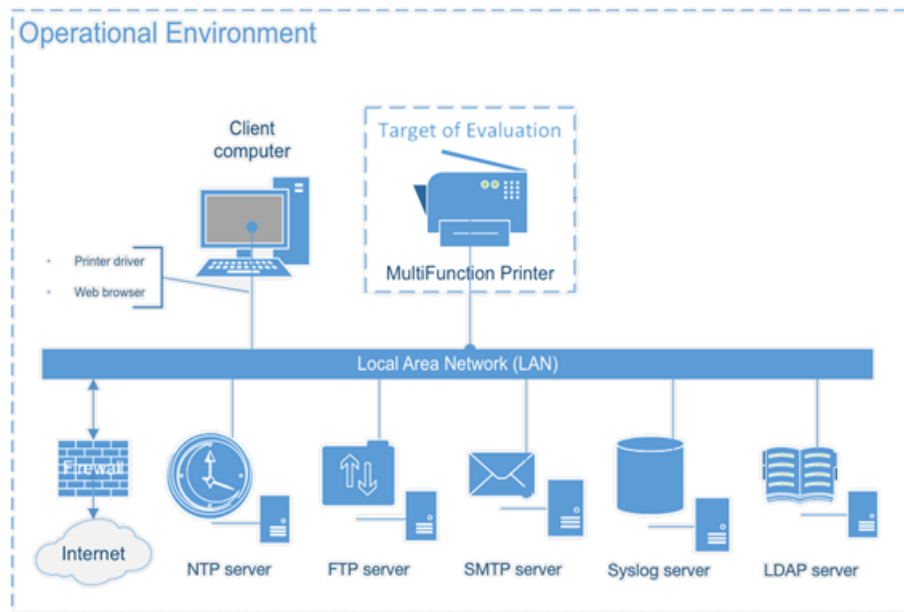 Operational Environment
Client
computer
Target of Evaluation
Printer driver
Web browser
MultiFunction Printer
Local Area Network (LAN)
Firewall
Internet
NTP server
FTP server
SMTP server
Syslog server
LDAP server